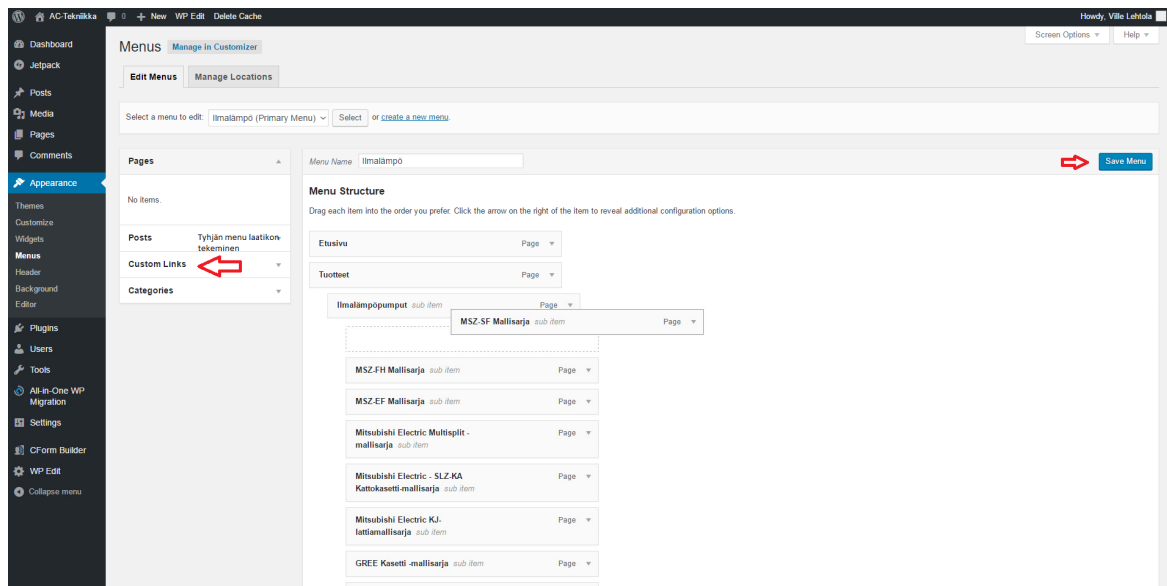 AC-Tekniikka 0 + New WP Edit Delete Cache Howdy, Ville Lehtola
Dashboard
Jetpack
Posts
Media
Pages
Comments
Appearance
Themes
Customize
Widgets
Menus
Header
Background
Editor
Plugins
Users
Tools
All-in-One WP
Migration
Settings
CForm Builder
WP Edit
Collapse menu
Screen Options Help
Menus Manage in Customizer
Edit Menus Manage Locations
Select a menu to edit: Ilmalämpö (Primary Menu) Select or create a new menu.
Pages
No items.
Posts
Tyhjän menu laatikon
tekeminen
Custom Links
Categories
Menu Name Ilmalämpö Save Menu
Menu Structure
Drag each item into the order you prefer. Click the arrow on the right of the item to reveal additional configuration options.
Etusivu Page
Tuotteet Page
Ilmalämpöpumput sub item Page
MSZ-SF Mallisarja sub item Page
MSZ-FH Mallisarja sub item Page
MSZ-EF Mallisarja sub item Page
Mitsubishi Electric Multisplit - Page
mallisarja sub item
Mitsubishi Electric - SLZ-KA Page
Kattokasetti-mallisarja sub item
Mitsubishi Electric KJ- Page
lattiamallisarja sub item
GREE Kasetti -mallisarja sub item Page